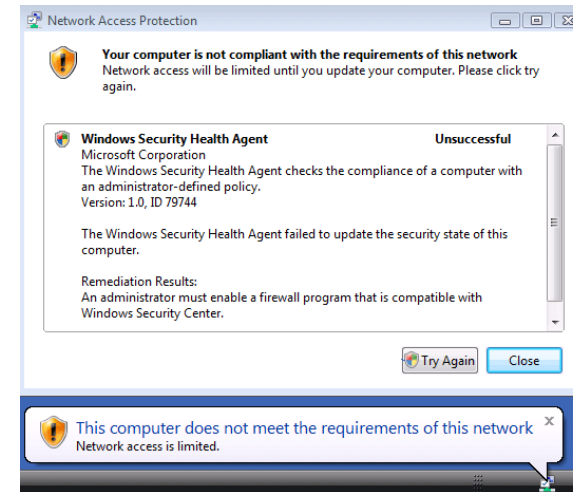 Network Access Protection
Your computer is not compliant with the requirements of this network
Network access will be limited until you update your computer. Please click try
again.
Windows Security Health Agent Unsuccessful
Microsoft Corporation
The Windows Security Health Agent checks the compliance of a computer with
an administrator-defined policy.
Version: 1.0, ID 79744
The Windows Security Health Agent failed to update the security state of this
computer.
Remediation Results:
An administrator must enable a firewall program that is compatible with
Windows Security Center.
Try Again Close
This computer does not meet the requirements of this network
Network access is limited.